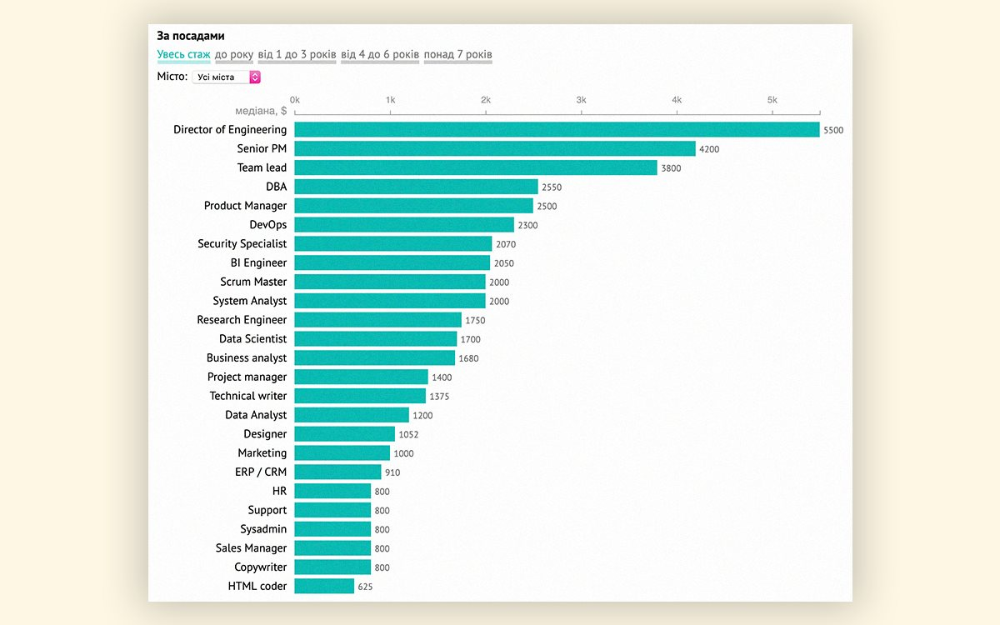 За посадами
Увесь стаж до року від 1 до 3 років від 4 до 6 років понад 7 років
Місто: Усі міста
0k 1k 2k 3k 4k 5k
медіана, $
Director of Engineering 5500
Senior PM 4200
Team lead 3800
DBA 2550
Product Manager 2500
DevOps 2300
Security Specialist 2070
BI Engineer 2050
Scrum Master 2000
System Analyst 2000
Research Engineer 1750
Data Scientist 1700
Business analyst 1680
Project manager 1400
Technical writer 1375
Data Analyst 1200
Designer 1052
Marketing 1000
ERP / CRM 910
HR 800
Support 800
Sysadmin 800
Sales Manager 800
Copywriter 800
HTML coder 625